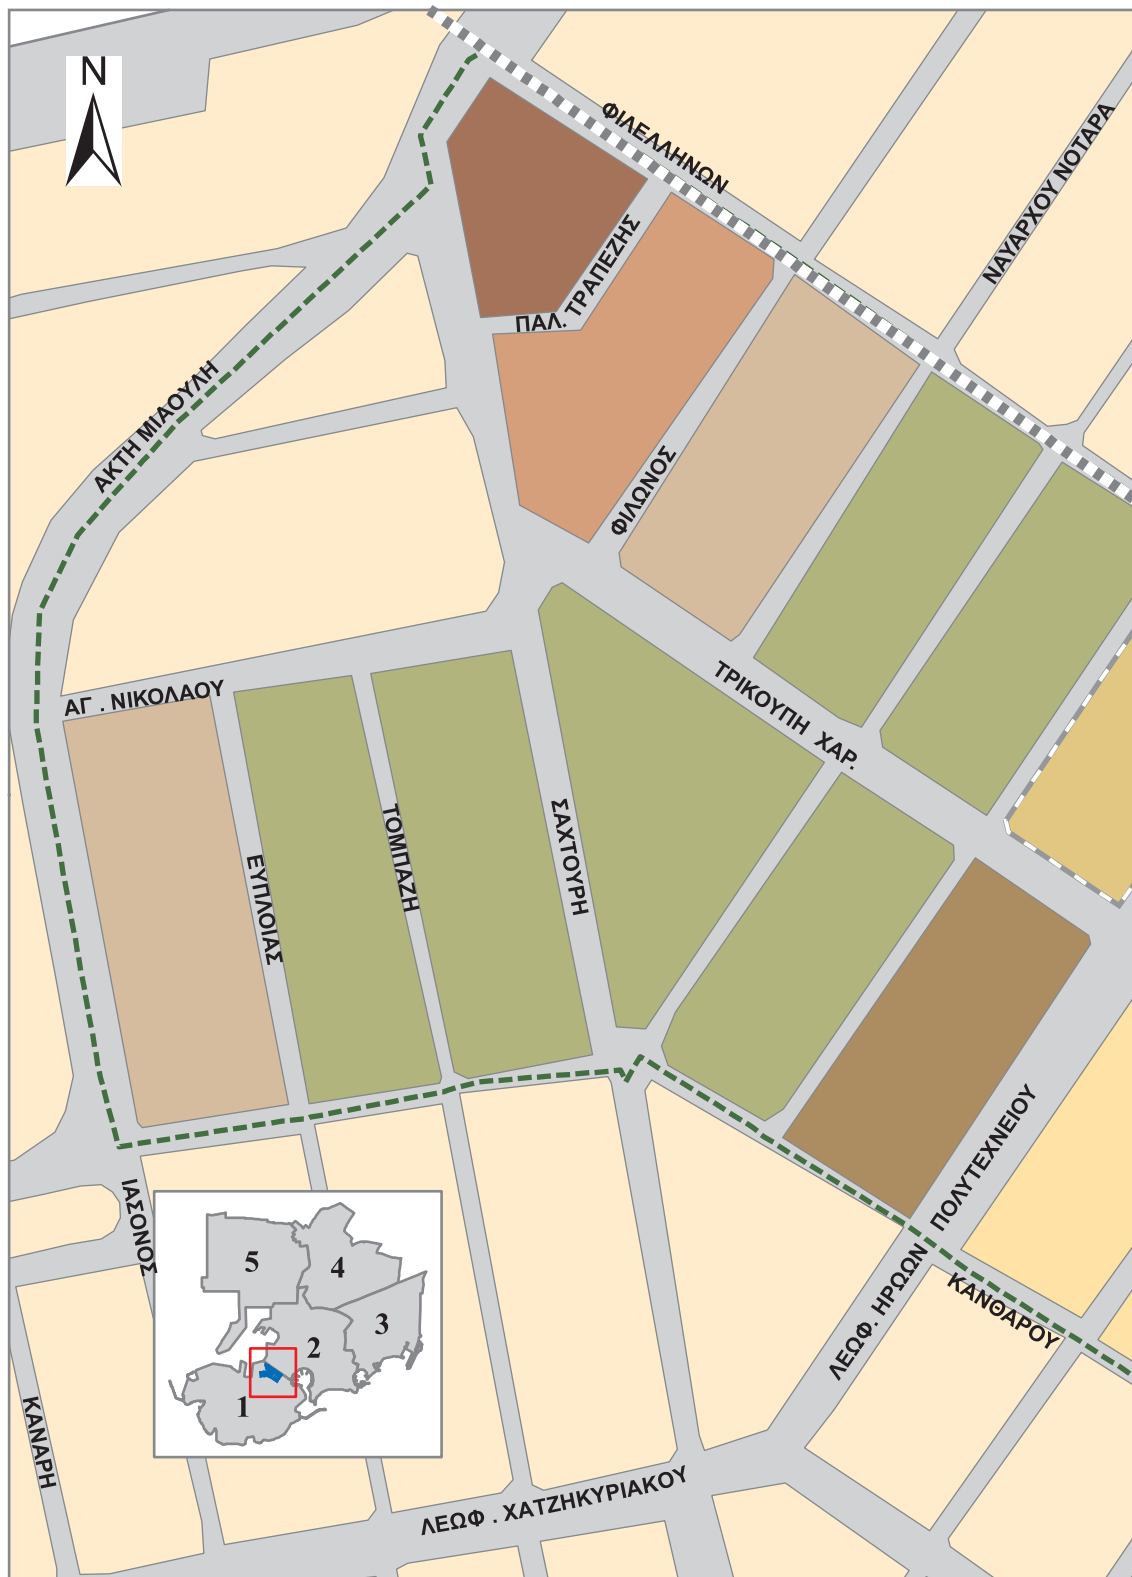 N
ΦΙΛΕΛΛΗΝΩΝ
ΝΑΥΑΡΧΟΥ ΝΟΤΑΡΑ
ΠΑΛ. ΤΡΑΠΕΖΗΣ
ΑΚΤΗ ΜΙΑΟΥΛΗ
ΦΙΛΩΝΟΣ
ΑΓ . ΝΙΚΟΛΑΟΥ
ΤΡΙΚΟΥΠΗ ΧΑΡ.
ΣΑΧΤΟΥΡΗ
ΤΟΜΠΑΖΗ
ΕΥΠΛΟΙΑΣ
ΙΑΣΟΝΟΣ
ΛΕΩΦ. ΗΡΩΩΝ ΠΟΛΥΤΕΧΝΕΙΟΥ
ΚΑΝΘΑΡΟΥ
5
4
3
2
1
ΚΑΝΑΡΗ
ΛΕΩΦ . ΧΑΤΖΗΚΥΡΙΑΚΟΥ